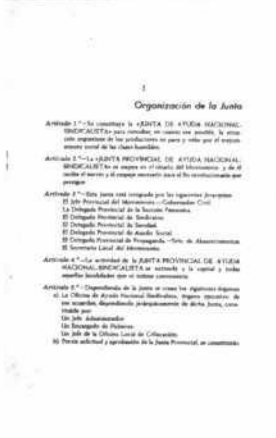 I
Organización de la Junta
Artículo 1.º—Se constituye la «JUNTA DE AYUDA NACIONAL-
SINDICALISTA» para remediar, en cuanto sea posible, la situa-
ción angustiosa de los productores en paro y velar por el mejora-
miento social de las clases humildes.
Artículo 2.º—La «JUNTA PROVINCIAL DE AYUDA NACIONAL-
SINDICALISTA» se inspira en el ideario del Movimiento y de él
recibe el nervio y el empuje necesario para el fin revolucionario que
persigue.
Artículo 3.º—Esta Junta está integrada por las siguientes Jerarquías:
El Jefe Provincial del Movimiento.—Gobernador Civil.
La Delegada Provincial de la Sección Femenina.
El Delegado Provincial de Sindicatos.
El Delegado Provincial de Sanidad.
El Delegado Provincial de Auxilio Social.
El Delegado Provincial de Propaganda.
El Secretario Local del Movimiento.
Artículo 4.º—La actividad de la JUNTA PROVINCIAL DE AYUDA
NACIONAL-SINDICALISTA se extiende a la capital y todas
aquellas localidades que se estime conveniente.
Artículo 5.º—Dependiendo de la Junta se crean los siguientes órganos:
a) La Oficina de Ayuda Nacional Sindicalista, órgano ejecutivo de
sus acuerdos, dependiendo jerárquicamente de dicha Junta, cons-
tituida por:
Un Jefe Administrador.
Un Encargado de Ficheros.
Un Jefe de la Oficina Local de Colocación.
b) Previa solicitud y aprobación de la Junta Provincial, se constituirán